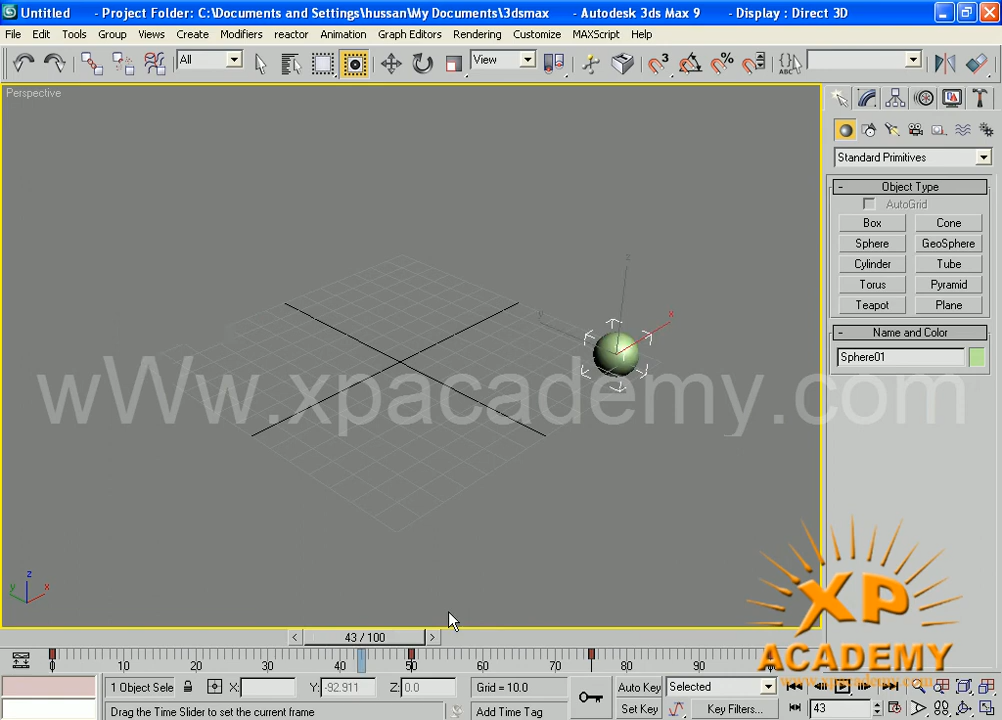 Untitled - Project Folder: C:\Documents and Settings\hussan\My Documents\3dsmax - Autodesk 3ds Max 9 - Display : Direct 3D
File Edit Tools Group Views Create Modifiers reactor Animation Graph Editors Rendering Customize MAXScript Help
All View
Perspective
Standard Primitives
- Object Type
AutoGrid
Box Cone
Sphere GeoSphere
Cylinder Tube
Torus Pyramid
Teapot Plane
- Name and Color
Sphere01
z
y x
wWw.xpacademy.com
z
y x
XP
ACADEMY
www.xpacademy.com
< 43 / 100 >
0 10 20 30 40 50 60 70 80 90
1 Object Sele X: Y: -92.911 Z: 0.0 Grid = 10.0 Auto Key Selected
Drag the Time Slider to set the current frame Add Time Tag Set Key Key Filters... 43